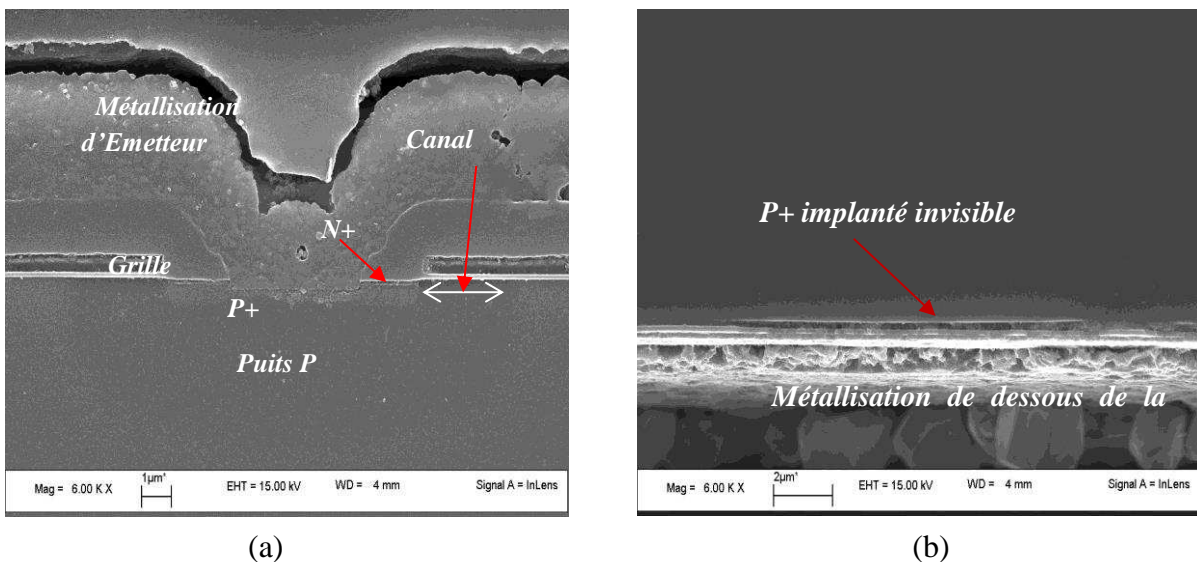 Métallisation
d’Emetteur
Canal
N+
Grille
P+
Puits P
Mag = 6.00 K X
1µm*
EHT = 15.00 kV
WD = 4 mm
Signal A = InLens
(a)
P+ implanté invisible
Métallisation de dessous de la
Mag = 6.00 K X
2µm*
EHT = 15.00 kV
WD = 4 mm
Signal A = InLens
(b)